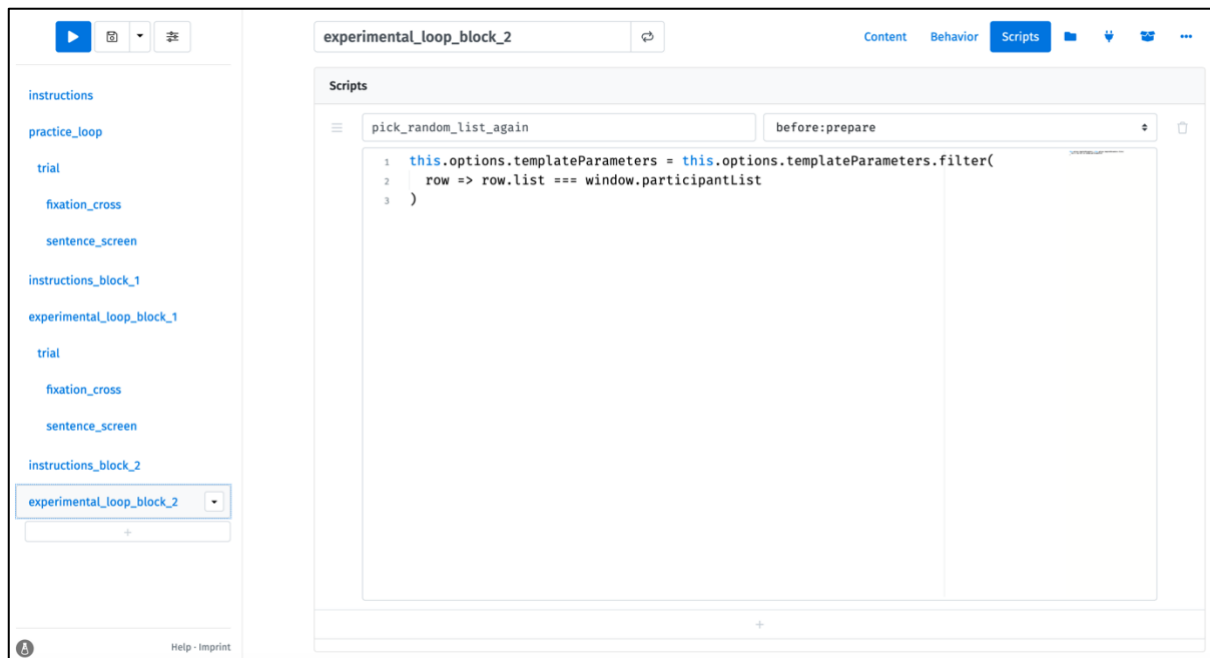 experimental_loop_block_2
Content Behavior Scripts
instructions
practice_loop
trial
fixation_cross
sentence_screen
instructions_block_1
experimental_loop_block_1
trial
fixation_cross
sentence_screen
instructions_block_2
experimental_loop_block_2
+
Help · Imprint
Scripts
pick_random_list_again before:prepare
1 this.options.templateParameters = this.options.templateParameters.filter(
2 row => row.list === window.participantList
3 )
+